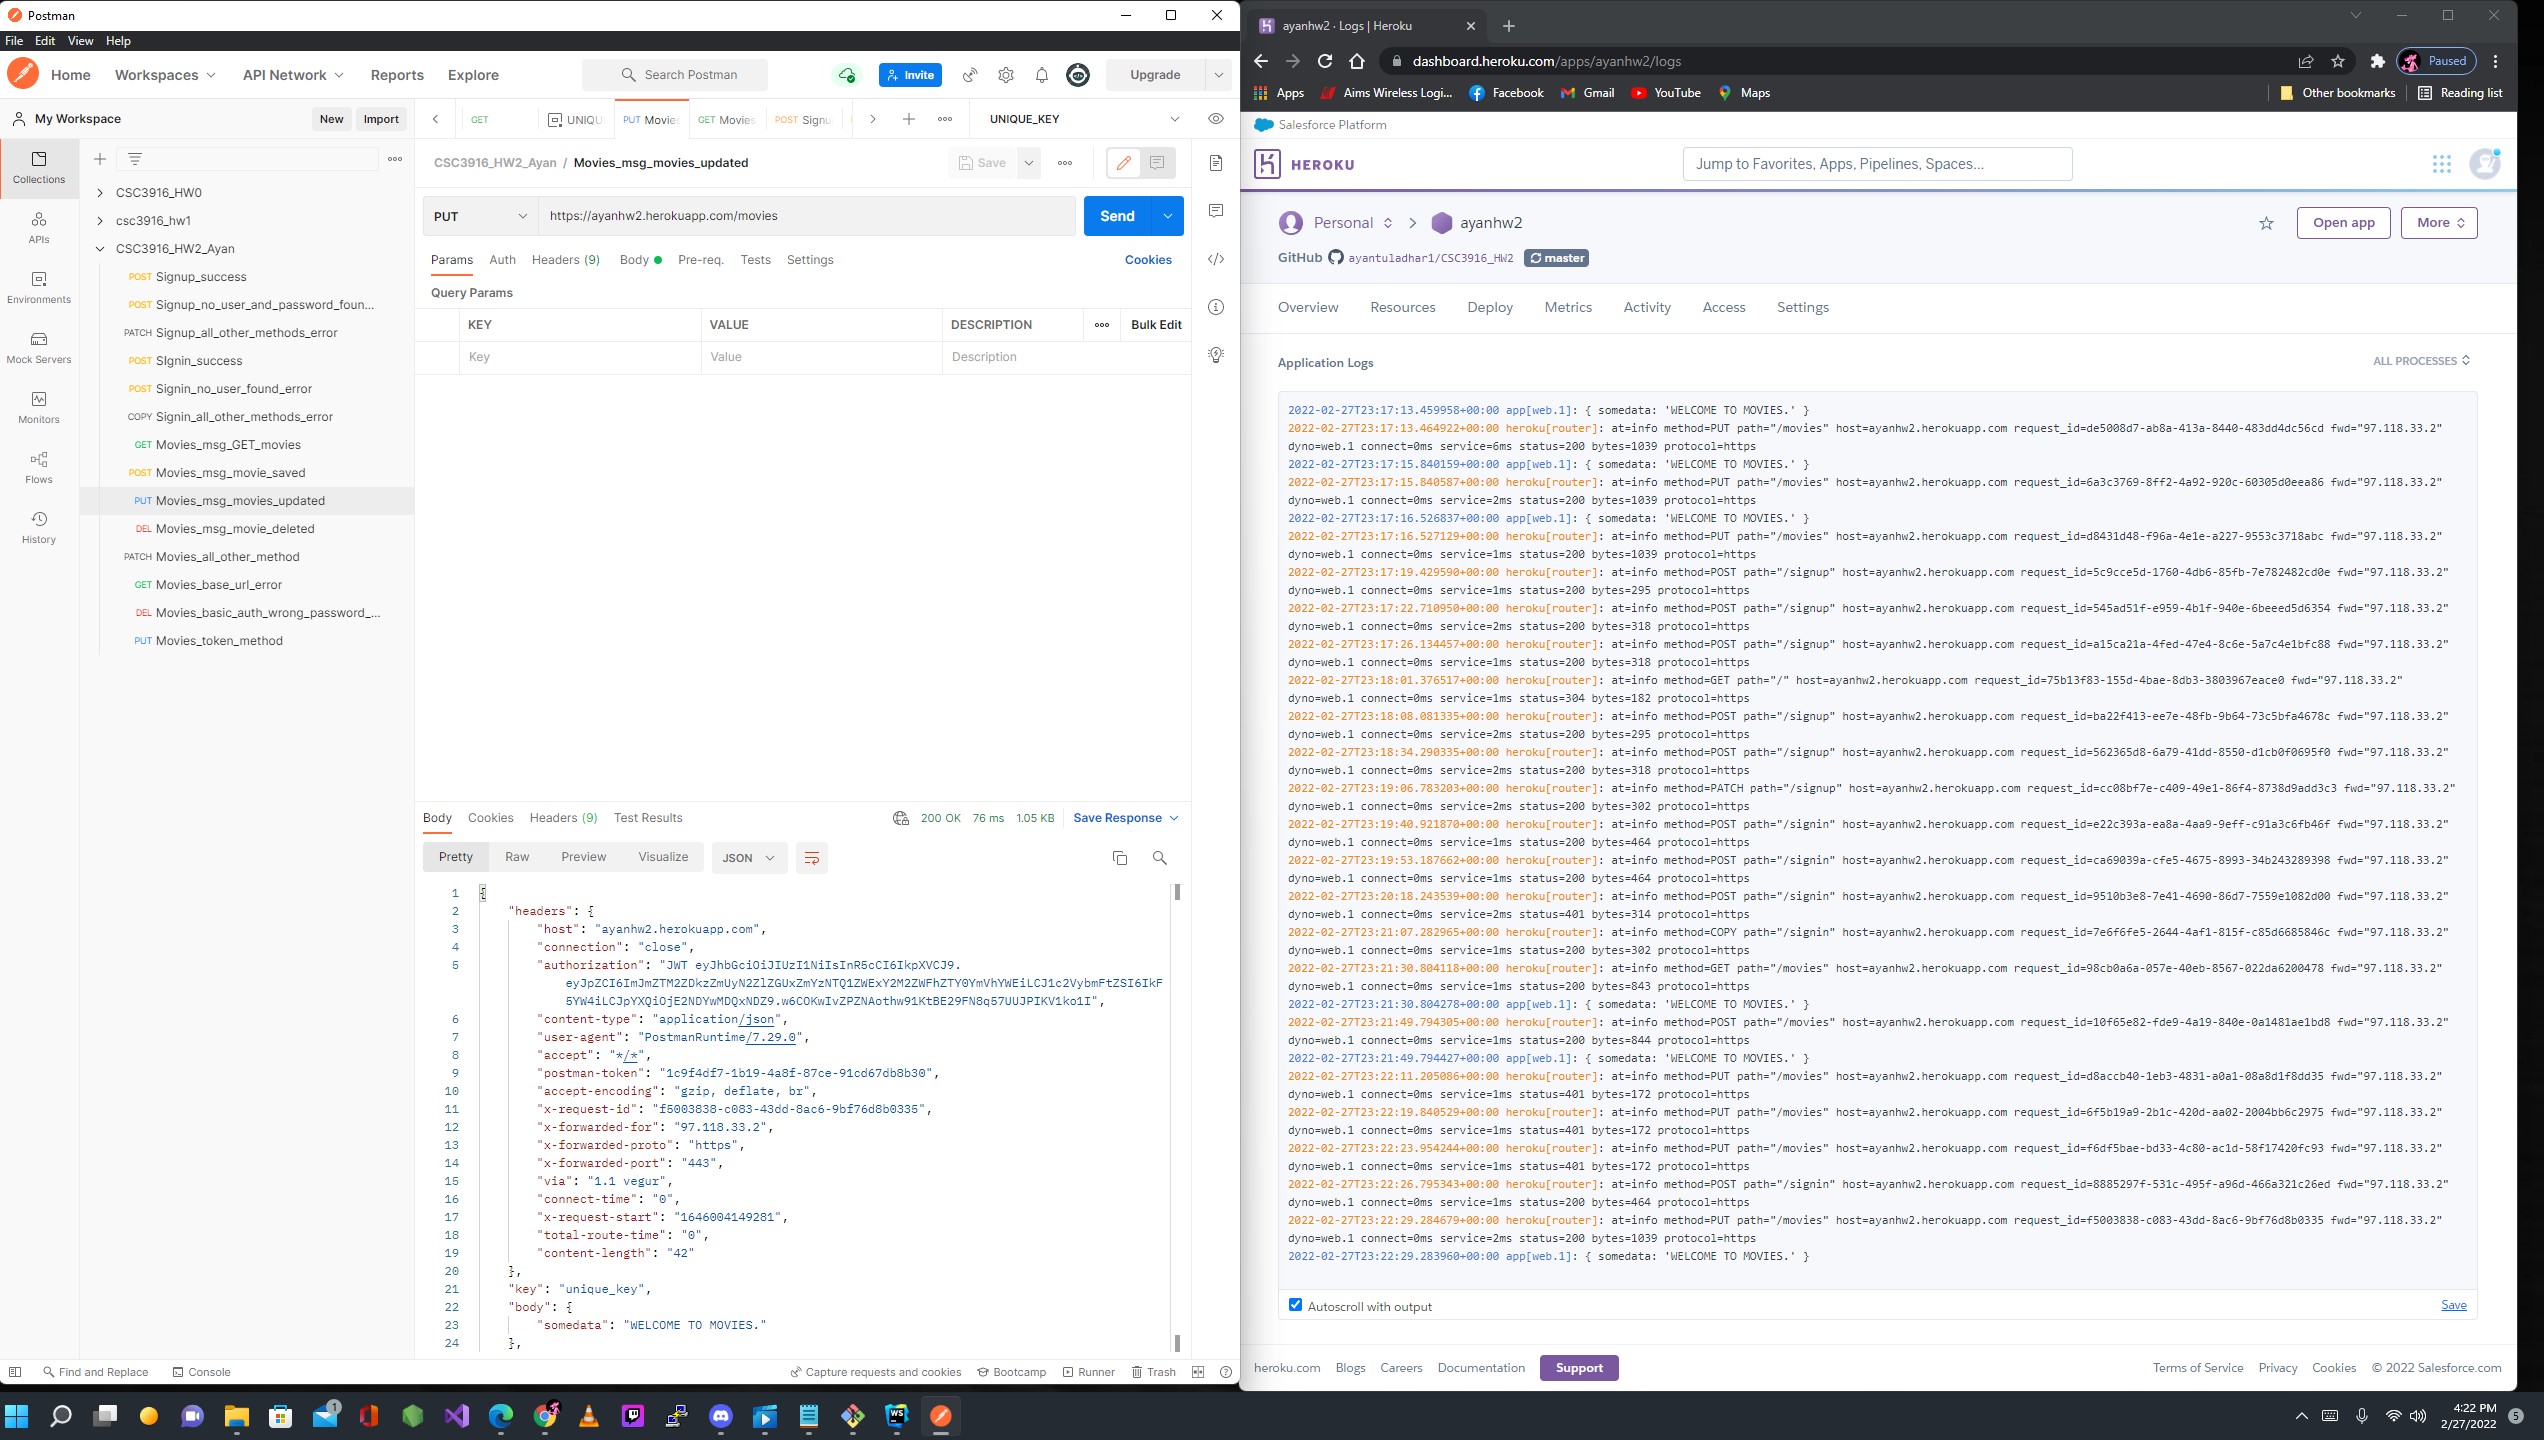 Postman
File Edit View Help
Home Workspaces API Network Reports Explore Search Postman Invite Upgrade
My Workspace New Import
GET UNIQU PUT Movies GET Movies POST Signu UNIQUE_KEY
Collections
APIs
Environments
Mock Servers
Monitors
Flows
History
CSC3916_HW0
csc3916_hw1
CSC3916_HW2_Ayan
POST Signup_success
POST Signup_no_user_and_password_foun...
PATCH Signup_all_other_methods_error
POST SIgnin_success
POST Signin_no_user_found_error
COPY Signin_all_other_methods_error
GET Movies_msg_GET_movies
POST Movies_msg_movie_saved
PUT Movies_msg_movies_updated
DEL Movies_msg_movie_deleted
PATCH Movies_all_other_method
GET Movies_base_url_error
DEL Movies_basic_auth_wrong_password_...
PUT Movies_token_method
CSC3916_HW2_Ayan / Movies_msg_movies_updated Save
PUT https://ayanhw2.herokuapp.com/movies Send
Params Auth Headers (9) Body Pre-req. Tests Settings Cookies
Query Params
KEY VALUE DESCRIPTION Bulk Edit
Key Value Description
Body Cookies Headers (9) Test Results 200 OK 76 ms 1.05 KB Save Response
Pretty Raw Preview Visualize JSON
1 {
2 "headers": {
3 "host": "ayanhw2.herokuapp.com",
4 "connection": "close",
5 "authorization": "JWT eyJhbGciOiJIUzI1NiIsInR5cCI6IkpXVCJ9.
eyJpZCI6ImJmZTM2ZDkzZmUyN2ZlZGUxZmYzNTQ1ZWExY2M2ZWFhZTY0YmVhYWEiLCJ1c2VybmFtZSI6IkF
5YW4iLCJpYXQiOjE2NDYwMDQxNDZ9.w6COKwIvZPZNAothw91KtBE29FN8q57UUJPIKV1ko1I",
6 "content-type": "application/json",
7 "user-agent": "PostmanRuntime/7.29.0",
8 "accept": "*/*",
9 "postman-token": "1c9f4df7-1b19-4a8f-87ce-91cd67db8b30",
10 "accept-encoding": "gzip, deflate, br",
11 "x-request-id": "f5003838-c083-43dd-8ac6-9bf76d8b0335",
12 "x-forwarded-for": "97.118.33.2",
13 "x-forwarded-proto": "https",
14 "x-forwarded-port": "443",
15 "via": "1.1 vegur",
16 "connect-time": "0",
17 "x-request-start": "1646004149281",
18 "total-route-time": "0",
19 "content-length": "42"
20 },
21 "key": "unique_key",
22 "body": {
23 "somedata": "WELCOME TO MOVIES."
24 },
Find and Replace Console Capture requests and cookies Bootcamp Runner Trash
ayanhw2 · Logs | Heroku
dashboard.heroku.com/apps/ayanhw2/logs Paused
Apps Aims Wireless Logi... Facebook Gmail YouTube Maps Other bookmarks Reading list
Salesforce Platform
HEROKU Jump to Favorites, Apps, Pipelines, Spaces...
Personal ayanhw2 Open app More
GitHub ayantuladhar1/CSC3916_HW2 master
Overview Resources Deploy Metrics Activity Access Settings
Application Logs ALL PROCESSES
2022-02-27T23:17:13.459958+00:00 app[web.1]: { somedata: 'WELCOME TO MOVIES.' }
2022-02-27T23:17:13.464922+00:00 heroku[router]: at=info method=PUT path="/movies" host=ayanhw2.herokuapp.com request_id=de5008d7-ab8a-413a-8440-483dd4dc56cd fwd="97.118.33.2"
dyno=web.1 connect=0ms service=6ms status=200 bytes=1039 protocol=https
2022-02-27T23:17:15.840159+00:00 app[web.1]: { somedata: 'WELCOME TO MOVIES.' }
2022-02-27T23:17:15.840587+00:00 heroku[router]: at=info method=PUT path="/movies" host=ayanhw2.herokuapp.com request_id=6a3c3769-8ff2-4a92-920c-60305d0eea86 fwd="97.118.33.2"
dyno=web.1 connect=0ms service=2ms status=200 bytes=1039 protocol=https
2022-02-27T23:17:16.526837+00:00 app[web.1]: { somedata: 'WELCOME TO MOVIES.' }
2022-02-27T23:17:16.527129+00:00 heroku[router]: at=info method=PUT path="/movies" host=ayanhw2.herokuapp.com request_id=d8431d48-f96a-4e1e-a227-9553c3718abc fwd="97.118.33.2"
dyno=web.1 connect=0ms service=1ms status=200 bytes=1039 protocol=https
2022-02-27T23:17:19.429590+00:00 heroku[router]: at=info method=POST path="/signup" host=ayanhw2.herokuapp.com request_id=5c9cce5d-1760-4db6-85fb-7e782482cd0e fwd="97.118.33.2"
dyno=web.1 connect=0ms service=1ms status=200 bytes=295 protocol=https
2022-02-27T23:17:22.710950+00:00 heroku[router]: at=info method=POST path="/signup" host=ayanhw2.herokuapp.com request_id=545ad51f-e959-4b1f-940e-6beeed5d6354 fwd="97.118.33.2"
dyno=web.1 connect=0ms service=2ms status=200 bytes=318 protocol=https
2022-02-27T23:17:26.134457+00:00 heroku[router]: at=info method=POST path="/signup" host=ayanhw2.herokuapp.com request_id=a15ca21a-4fed-47e4-8c6e-5a7c4e1bfc88 fwd="97.118.33.2"
dyno=web.1 connect=0ms service=1ms status=200 bytes=318 protocol=https
2022-02-27T23:18:01.376517+00:00 heroku[router]: at=info method=GET path="/" host=ayanhw2.herokuapp.com request_id=75b13f83-155d-4bae-8db3-3803967eace0 fwd="97.118.33.2"
dyno=web.1 connect=0ms service=1ms status=304 bytes=182 protocol=https
2022-02-27T23:18:08.081335+00:00 heroku[router]: at=info method=POST path="/signup" host=ayanhw2.herokuapp.com request_id=ba22f413-ee7e-48fb-9b64-73c5bfa4678c fwd="97.118.33.2"
dyno=web.1 connect=0ms service=2ms status=200 bytes=295 protocol=https
2022-02-27T23:18:34.290335+00:00 heroku[router]: at=info method=POST path="/signup" host=ayanhw2.herokuapp.com request_id=562365d8-6a79-41dd-8550-d1cb0f0695f0 fwd="97.118.33.2"
dyno=web.1 connect=0ms service=2ms status=200 bytes=318 protocol=https
2022-02-27T23:19:06.783203+00:00 heroku[router]: at=info method=PATCH path="/signup" host=ayanhw2.herokuapp.com request_id=cc08bf7e-c409-49e1-86f4-8738d9add3c3 fwd="97.118.33.2"
dyno=web.1 connect=0ms service=2ms status=200 bytes=302 protocol=https
2022-02-27T23:19:40.921870+00:00 heroku[router]: at=info method=POST path="/signin" host=ayanhw2.herokuapp.com request_id=e22c393a-ea8a-4aa9-9eff-c91a3c6fb46f fwd="97.118.33.2"
dyno=web.1 connect=0ms service=2ms status=200 bytes=464 protocol=https
2022-02-27T23:19:53.187662+00:00 heroku[router]: at=info method=POST path="/signin" host=ayanhw2.herokuapp.com request_id=ca69039a-cfe5-4675-8993-34b243289398 fwd="97.118.33.2"
dyno=web.1 connect=0ms service=1ms status=200 bytes=464 protocol=https
2022-02-27T23:20:18.243539+00:00 heroku[router]: at=info method=POST path="/signin" host=ayanhw2.herokuapp.com request_id=9510b3e8-7e41-4690-86d7-7559e1082d00 fwd="97.118.33.2"
dyno=web.1 connect=0ms service=2ms status=401 bytes=314 protocol=https
2022-02-27T23:21:07.282965+00:00 heroku[router]: at=info method=COPY path="/signin" host=ayanhw2.herokuapp.com request_id=7e6f6fe5-2644-4af1-815f-c85d6685846c fwd="97.118.33.2"
dyno=web.1 connect=0ms service=1ms status=200 bytes=302 protocol=https
2022-02-27T23:21:30.804118+00:00 heroku[router]: at=info method=GET path="/movies" host=ayanhw2.herokuapp.com request_id=98cb0a6a-057e-40eb-8567-022da6200478 fwd="97.118.33.2"
dyno=web.1 connect=0ms service=1ms status=200 bytes=843 protocol=https
2022-02-27T23:21:30.804278+00:00 app[web.1]: { somedata: 'WELCOME TO MOVIES.' }
2022-02-27T23:21:49.794305+00:00 heroku[router]: at=info method=POST path="/movies" host=ayanhw2.herokuapp.com request_id=10f65e82-fde9-4a19-840e-0a1481ae1bd8 fwd="97.118.33.2"
dyno=web.1 connect=0ms service=1ms status=200 bytes=844 protocol=https
2022-02-27T23:21:49.794427+00:00 app[web.1]: { somedata: 'WELCOME TO MOVIES.' }
2022-02-27T23:22:11.205086+00:00 heroku[router]: at=info method=PUT path="/movies" host=ayanhw2.herokuapp.com request_id=d8accb40-1eb3-4831-a0a1-08a8d1f8dd35 fwd="97.118.33.2"
dyno=web.1 connect=0ms service=1ms status=401 bytes=172 protocol=https
2022-02-27T23:22:19.840529+00:00 heroku[router]: at=info method=PUT path="/movies" host=ayanhw2.herokuapp.com request_id=6f5b19a9-2b1c-420d-aa02-2004bb6c2975 fwd="97.118.33.2"
dyno=web.1 connect=0ms service=1ms status=401 bytes=172 protocol=https
2022-02-27T23:22:23.954244+00:00 heroku[router]: at=info method=PUT path="/movies" host=ayanhw2.herokuapp.com request_id=f6df5bae-bd33-4c80-ac1d-58f17420fc93 fwd="97.118.33.2"
dyno=web.1 connect=0ms service=1ms status=401 bytes=172 protocol=https
2022-02-27T23:22:26.795343+00:00 heroku[router]: at=info method=POST path="/signin" host=ayanhw2.herokuapp.com request_id=8885297f-531c-495f-a96d-466a321c26ed fwd="97.118.33.2"
dyno=web.1 connect=0ms service=1ms status=200 bytes=464 protocol=https
2022-02-27T23:22:29.284679+00:00 heroku[router]: at=info method=PUT path="/movies" host=ayanhw2.herokuapp.com request_id=f5003838-c083-43dd-8ac6-9bf76d8b0335 fwd="97.118.33.2"
dyno=web.1 connect=0ms service=2ms status=200 bytes=1039 protocol=https
2022-02-27T23:22:29.283960+00:00 app[web.1]: { somedata: 'WELCOME TO MOVIES.' }
Autoscroll with output Save
heroku.com Blogs Careers Documentation Support Terms of Service Privacy Cookies © 2022 Salesforce.com
1 WS 4:22 PM
2/27/2022 5